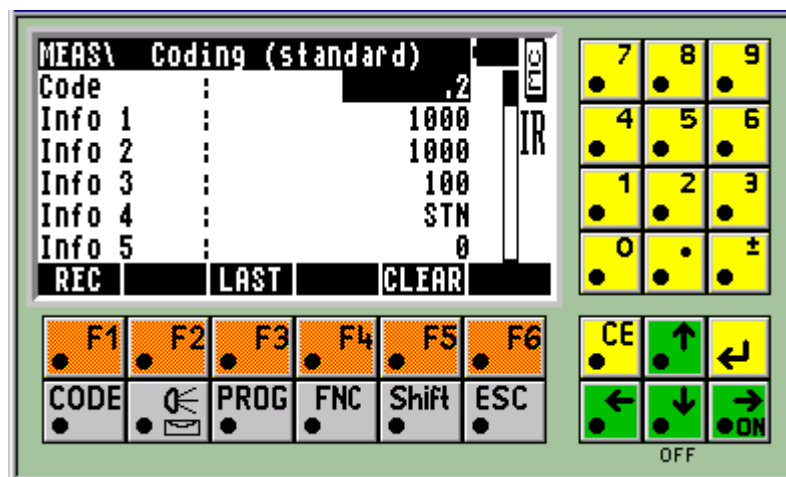 MEAS\ Coding (standard) MC
Code : .2
Info 1 : 1000 IR
Info 2 : 1000
Info 3 : 100
Info 4 : STN
Info 5 : 0
REC LAST CLEAR
7 8 9
4 5 6
1 2 3
0 . ±
F1 F2 F3 F4 F5 F6
CODE PROG FNC Shift ESC
CE
ON
OFF